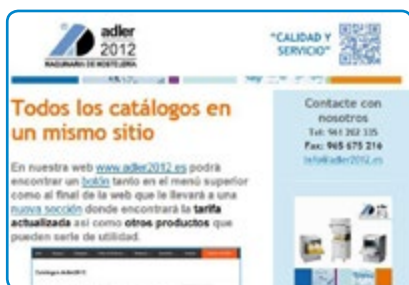 adler
2012
MAQUINARIA DE HOSTELERÍA
"CALIDAD Y
SERVICIO"
Todos los catálogos en
un mismo sitio
En nuestra web www.adler2012.es podrá
encontrar un botón tanto en el menú superior
como al final de la web que le llevará a una
nueva sección donde encontrará la tarifa
actualizada así como otros productos que
pueden serle de utilidad.
Contacte con
nosotros
Tel: 961 202 335
Fax: 965 675 216
info@adler2012.es